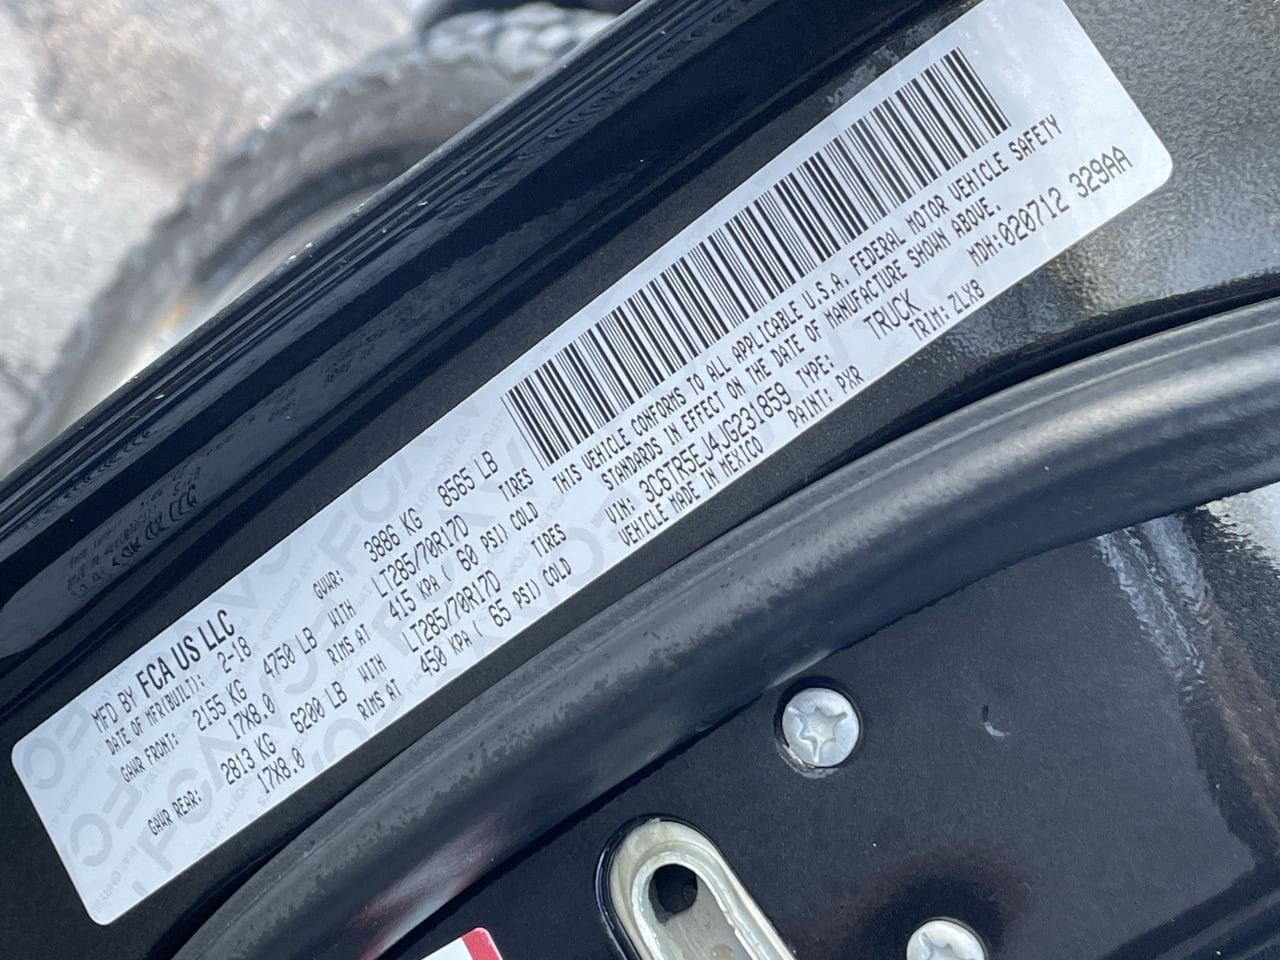 MFD BY FCA US LLC
DATE OF MFR(BUILT): 2-18 GVWR: 3886 KG 8565 LB
GAWR FRONT: 2155 KG 4750 LB WITH LT285/70R17D TIRES
17X8.0 RIMS AT 415 KPA ( 60 PSI) COLD
GAWR REAR: 2813 KG 6200 LB WITH LT285/70R17D TIRES
17X8.0 RIMS AT 450 KPA ( 65 PSI) COLD
THIS VEHICLE CONFORMS TO ALL APPLICABLE U.S.A. FEDERAL MOTOR VEHICLE SAFETY
STANDARDS IN EFFECT ON THE DATE OF MANUFACTURE SHOWN ABOVE.
MDH:020712 329AA
VIN: 3C6TR5EJ4JG231859 TYPE: TRUCK
VEHICLE MADE IN MEXICO PAINT: PXR TRIM: ZLX8